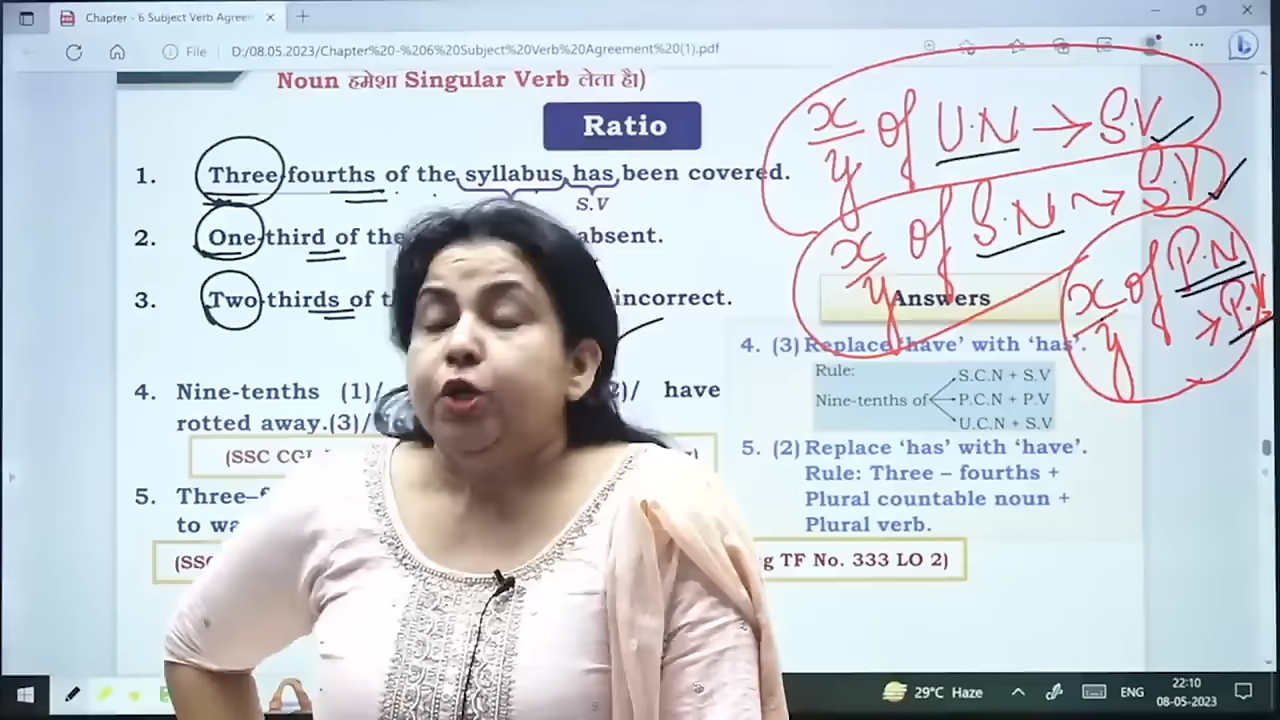 Chapter - 6 Subject Verb Agreer
File
D:/08.05.2023/Chapter%20-%206%20Subject%20Verb%20Agreement%20(1).pdf
Noun हमेशा Singular Verb लेता है।)
Ratio
1. Three-fourths of the syllabus has been covered.
S.V
2. One-third of the absent.
3. Two-thirds of incorrect.
4. Nine-tenths (1)/ )/ have
rotted away.(3)/
(SSC CGL
5. Three–f
to wa
(SSC
x/y of U.N → S.V
x/y of S.N → S.V
x/y of P.N
→ P.V
Answers
4. (3) Replace ‘have’ with ‘has’.
Rule:
S.C.N + S.V
Nine-tenths of P.C.N + P.V
U.C.N + S.V
5. (2) Replace ‘has’ with ‘have’.
Rule: Three – fourths +
Plural countable noun +
Plural verb.
g TF No. 333 LO 2)
29°C Haze
ENG
22:10
08-05-2023